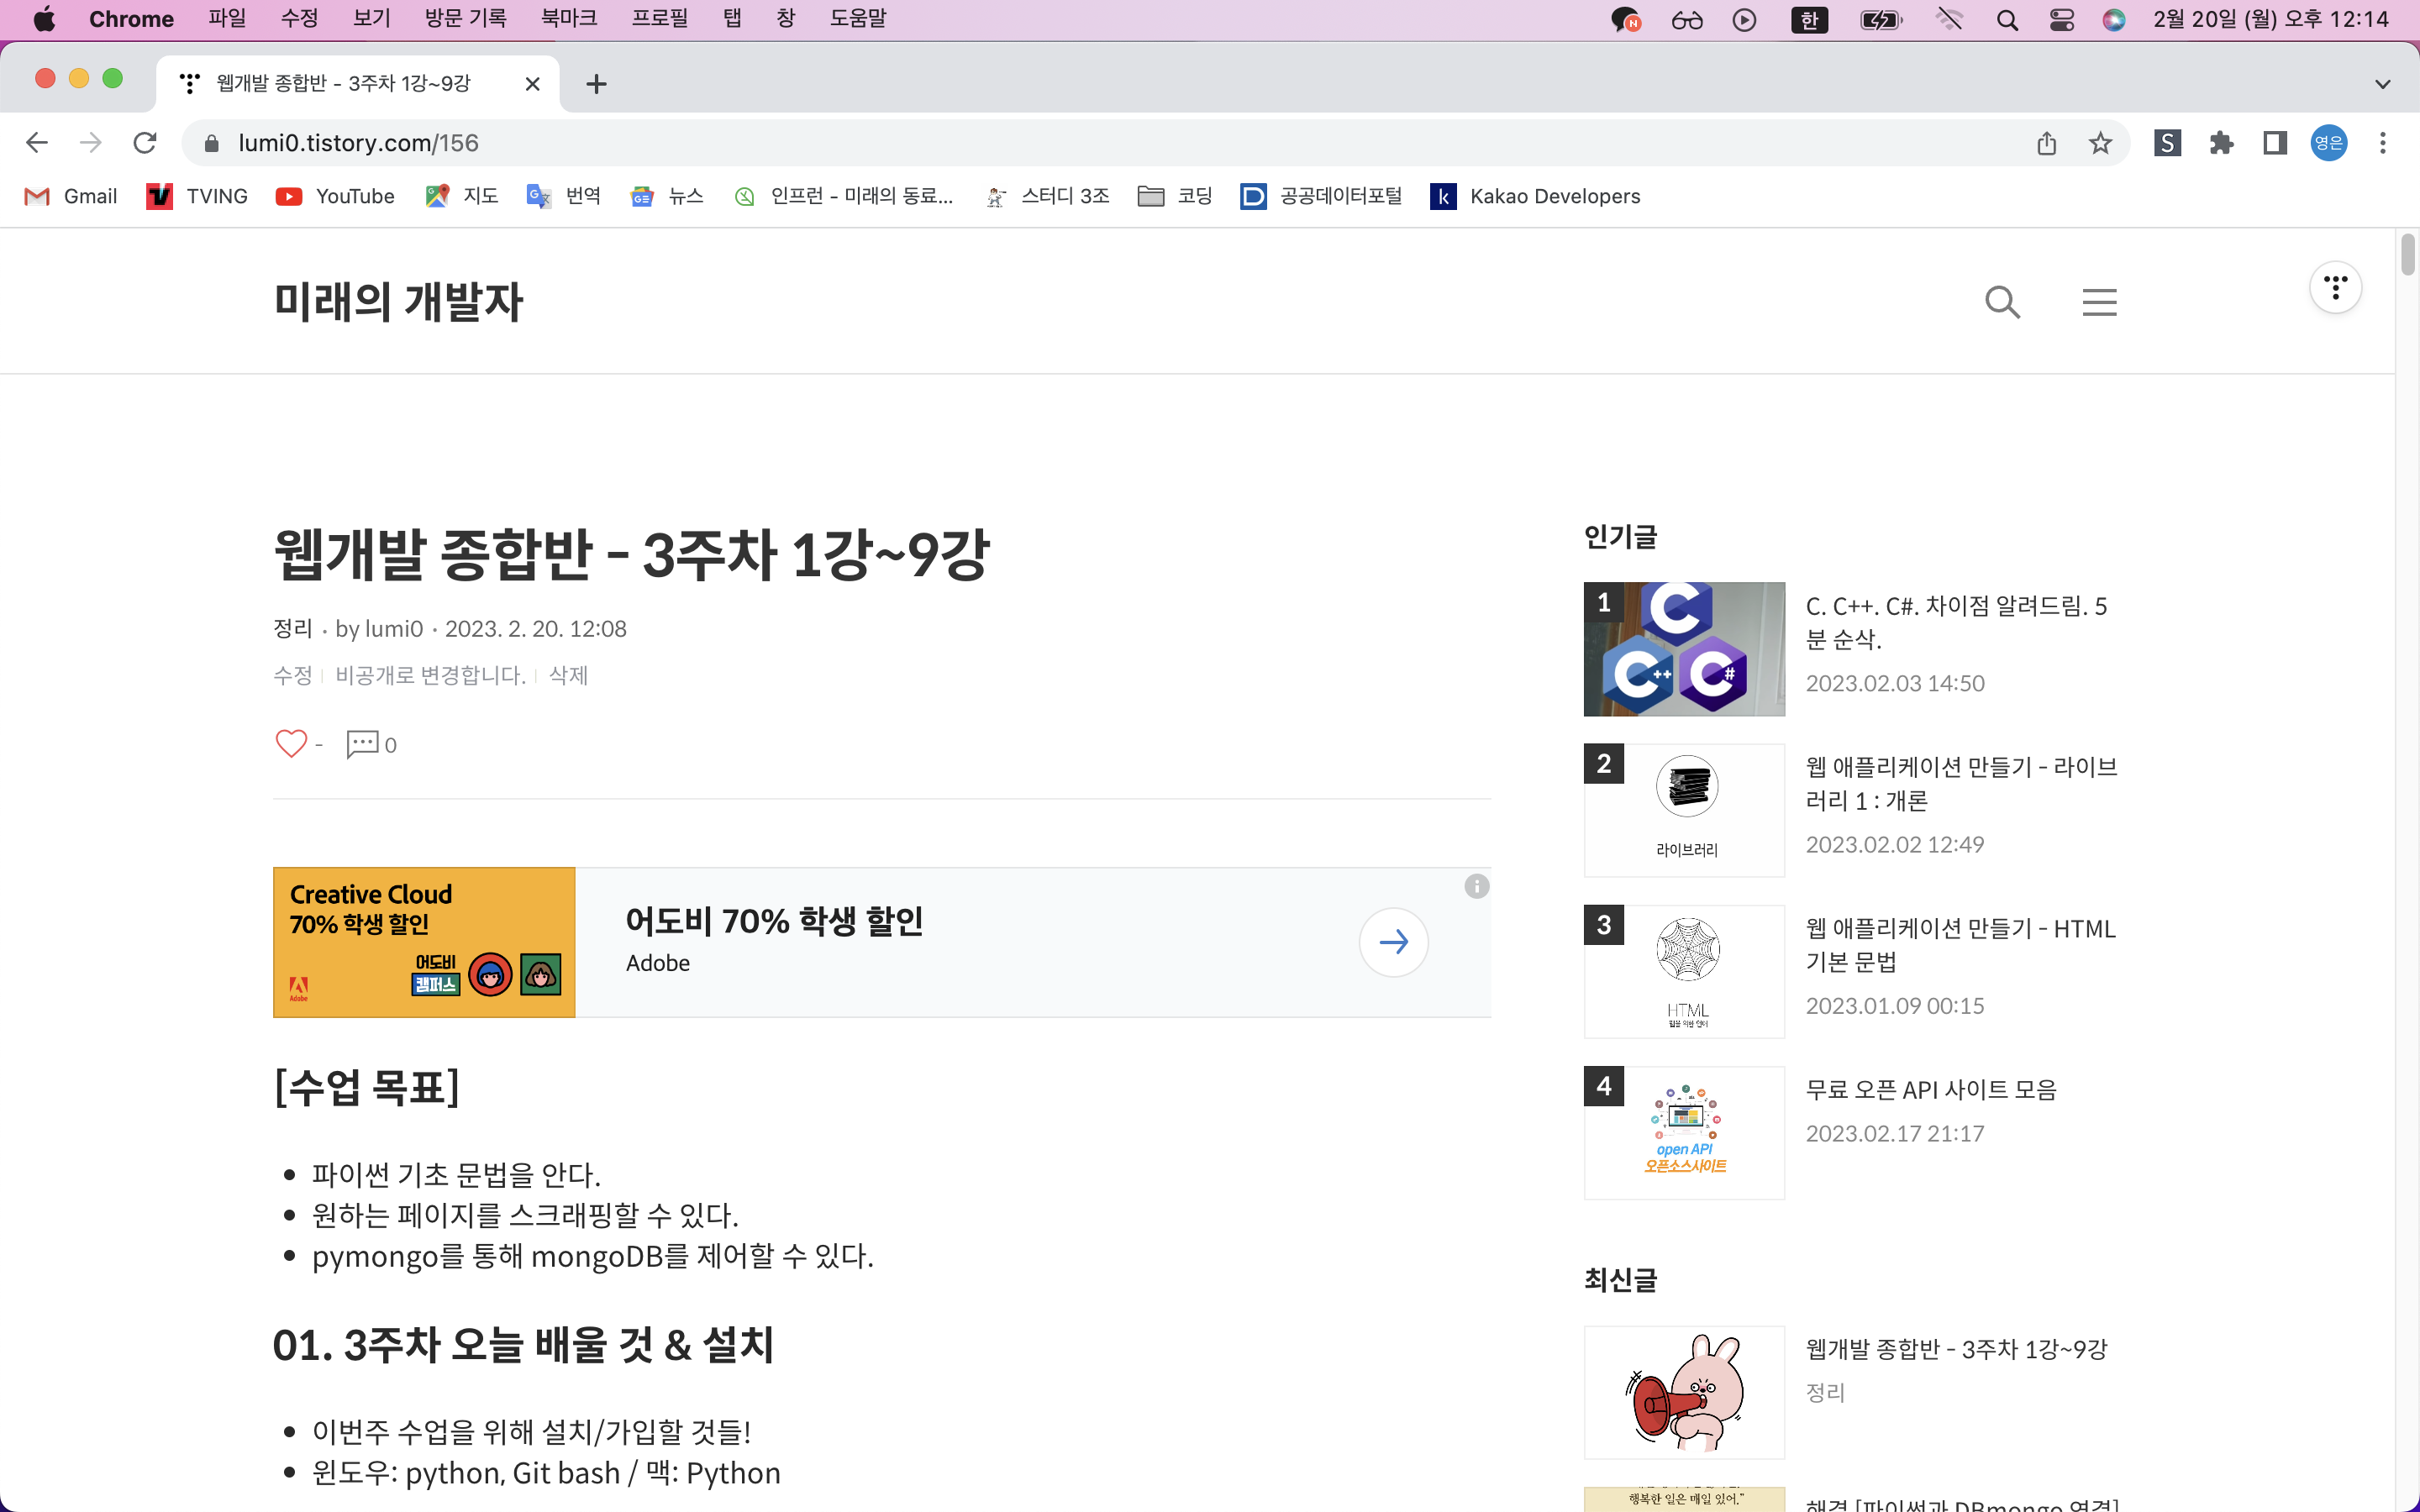 Chrome 파일 수정 보기 방문 기록 북마크 프로필 탭 창 도움말 N 한 2월 20일 (월) 오후 12:14
웹개발 종합반 - 3주차 1강~9강
lumi0.tistory.com/156 S 영은
Gmail TVING YouTube 지도 번역 뉴스 인프런 - 미래의 동료... 스터디 3조 코딩 공공데이터포털 k Kakao Developers
미래의 개발자
웹개발 종합반 - 3주차 1강~9강
정리 · by lumi0 · 2023. 2. 20. 12:08
수정 비공개로 변경합니다. 삭제
- 0
Creative Cloud
70% 학생 할인
어도비
캠퍼스
Adobe
어도비 70% 학생 할인
Adobe
[수업 목표]
• 파이썬 기초 문법을 안다.
• 원하는 페이지를 스크래핑할 수 있다.
• pymongo를 통해 mongoDB를 제어할 수 있다.
01. 3주차 오늘 배울 것 & 설치
• 이번주 수업을 위해 설치/가입할 것들!
• 윈도우: python, Git bash / 맥: Python
인기글
1
C C++ C#
C. C++. C#. 차이점 알려드림. 5
분 순삭.
2023.02.03 14:50
2
라이브러리
웹 애플리케이션 만들기 - 라이브
러리 1 : 개론
2023.02.02 12:49
3
HTML
웹을 위한 언어
웹 애플리케이션 만들기 - HTML
기본 문법
2023.01.09 00:15
4
open API
오픈소스사이트
무료 오픈 API 사이트 모음
2023.02.17 21:17
최신글
웹개발 종합반 - 3주차 1강~9강
정리
행복한 일은 매일 있어."
해결 [파이썬과 DBmongo 연결]